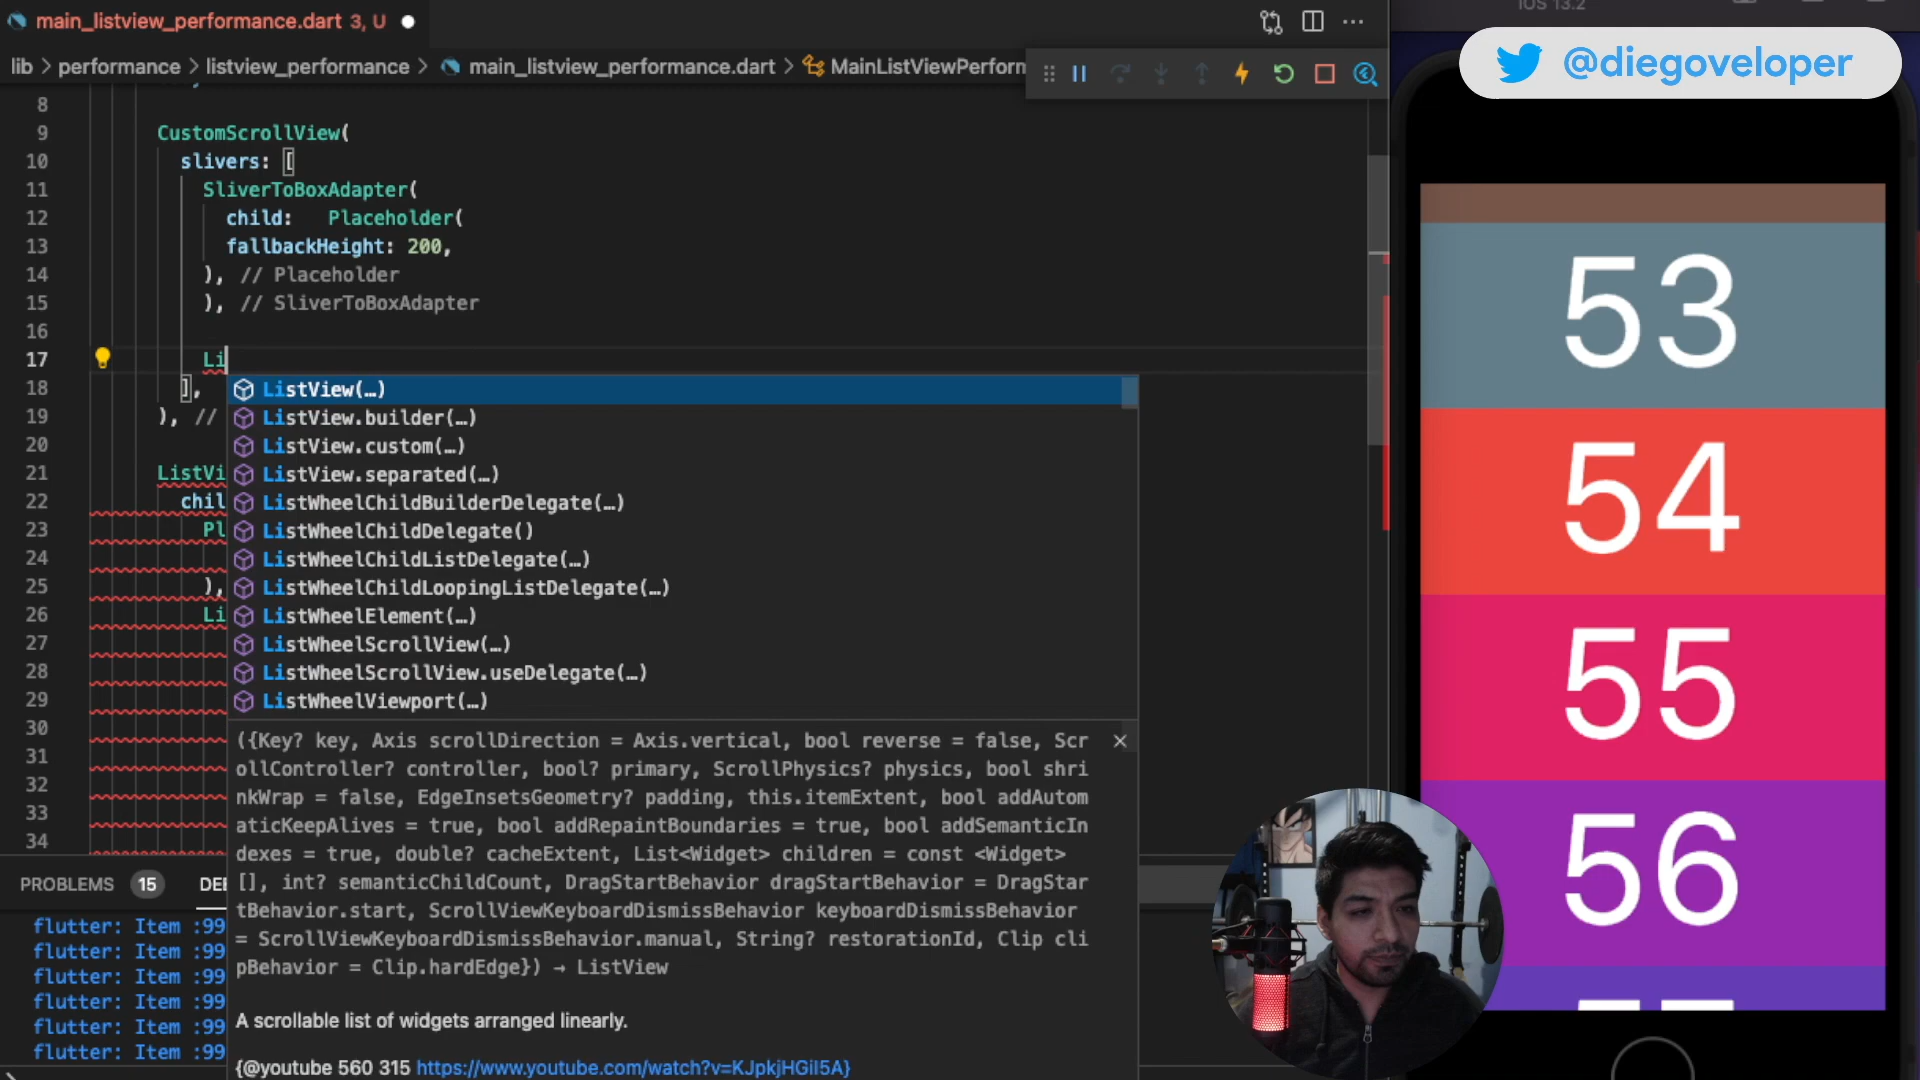 main_listview_performance.dart 3, U
iOS 13.2
@diegoveloper
lib > performance > listview_performance > main_listview_performance.dart > MainListViewPerform
8
9 CustomScrollView(
10 slivers: [
11 SliverToBoxAdapter(
12 child: Placeholder(
13 fallbackHeight: 200,
14 ), // Placeholder
15 ), // SliverToBoxAdapter
16
17 Li
18 ],
19 ), //
20
21 ListVi
22 chil
23 Pl
24
25 ),
26 Li
27
28
29
30
31
32
33
34
ListView(…)
ListView.builder(…)
ListView.custom(…)
ListView.separated(…)
ListWheelChildBuilderDelegate(…)
ListWheelChildDelegate()
ListWheelChildListDelegate(…)
ListWheelChildLoopingListDelegate(…)
ListWheelElement(…)
ListWheelScrollView(…)
ListWheelScrollView.useDelegate(…)
ListWheelViewport(…)
({Key? key, Axis scrollDirection = Axis.vertical, bool reverse = false, Scr
ollController? controller, bool? primary, ScrollPhysics? physics, bool shri
nkWrap = false, EdgeInsetsGeometry? padding, this.itemExtent, bool addAutom
aticKeepAlives = true, bool addRepaintBoundaries = true, bool addSemanticIn
dexes = true, double? cacheExtent, List<Widget> children = const <Widget>
[], int? semanticChildCount, DragStartBehavior dragStartBehavior = DragStar
tBehavior.start, ScrollViewKeyboardDismissBehavior keyboardDismissBehavior
= ScrollViewKeyboardDismissBehavior.manual, String? restorationId, Clip cli
pBehavior = Clip.hardEdge}) → ListView
A scrollable list of widgets arranged linearly.
{@youtube 560 315 https://www.youtube.com/watch?v=KJpkjHGiI5A}
PROBLEMS 15 DE
flutter: Item :99
flutter: Item :99
flutter: Item :99
flutter: Item :99
flutter: Item :99
flutter: Item :99
53
54
55
56